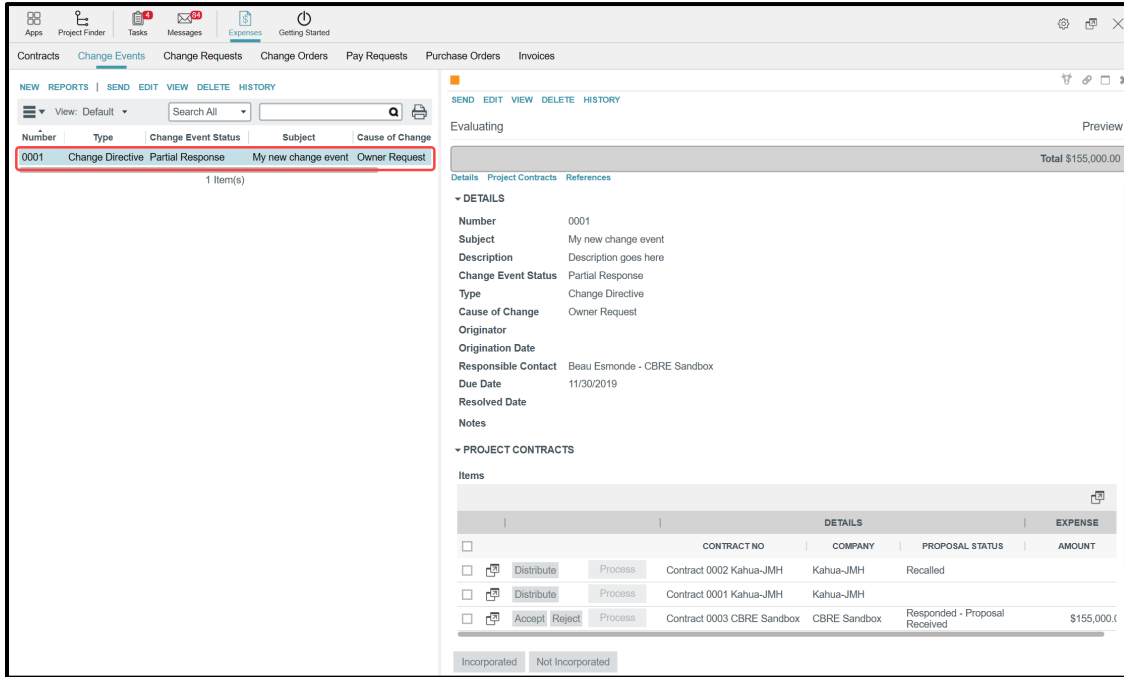 4 84
Apps Project Finder Tasks Messages Expenses Getting Started
Contracts Change Events Change Requests Change Orders Pay Requests Purchase Orders Invoices
NEW REPORTS | SEND EDIT VIEW DELETE HISTORY
View: Default Search All
Number Type Change Event Status Subject Cause of Change
0001 Change Directive Partial Response My new change event Owner Request
1 Item(s)
SEND EDIT VIEW DELETE HISTORY
Evaluating Preview
Total $155,000.00
Details Project Contracts References
DETAILS
Number 0001
Subject My new change event
Description Description goes here
Change Event Status Partial Response
Type Change Directive
Cause of Change Owner Request
Originator
Origination Date
Responsible Contact Beau Esmonde - CBRE Sandbox
Due Date 11/30/2019
Resolved Date
Notes
PROJECT CONTRACTS
Items
DETAILS EXPENSE
CONTRACT NO COMPANY PROPOSAL STATUS AMOUNT
Distribute Process Contract 0002 Kahua-JMH Kahua-JMH Recalled
Distribute Process Contract 0001 Kahua-JMH Kahua-JMH
Accept Reject Process Contract 0003 CBRE Sandbox CBRE Sandbox Responded - Proposal Received $155,000.0
Incorporated Not Incorporated